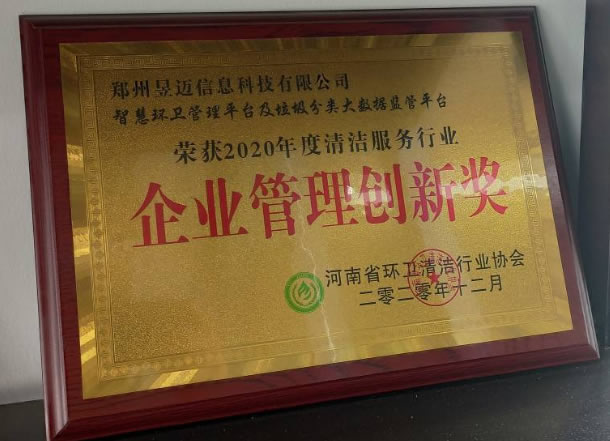 郑州昱迈信息科技有限公司
智慧环卫管理平台及垃圾分类大数据监管平台
荣获2020年度清洁服务行业
企业管理创新奖
河南省环卫清洁行业协会
二零二零年十二月